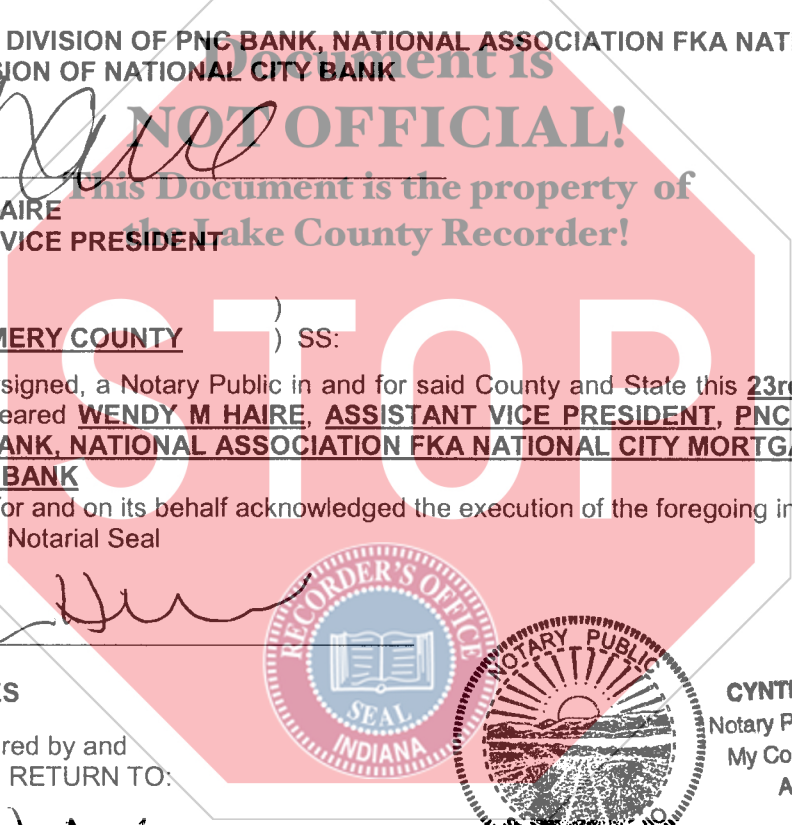 DIVISION OF PNC BANK, NATIONAL ASSOCIATION FKA NATI
SION OF NATIONAL CITY BANK
Document is
NOT OFFICIAL!
This Document is the property of
the Lake County Recorder!
AIRE
VICE PRESIDENT
STOP
)
MERY COUNTY ) SS:
signed, a Notary Public in and for said County and State this 23r
eared WENDY M HAIRE, ASSISTANT VICE PRESIDENT, PNC
ANK, NATIONAL ASSOCIATION FKA NATIONAL CITY MORTGA
BANK
for and on its behalf acknowledged the execution of the foregoing in
Notarial Seal
RECORDER'S OFFICE
SEAL
INDIANA
NOTARY PUBLIC
ES
CYNT
Notary P
My Co
A
red by and
RETURN TO: